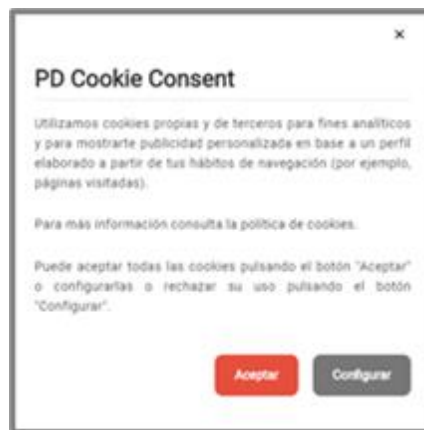 ×
PD Cookie Consent
Utilizamos cookies propias y de terceros para fines analíticos
y para mostrarte publicidad personalizada en base a un perfil
elaborado a partir de tus hábitos de navegación (por ejemplo,
páginas visitadas).
Para más información consulta la política de cookies.
Puede aceptar todas las cookies pulsando el botón "Aceptar"
o configurarlas o rechazar su uso pulsando el botón
"Configurar".
Aceptar Configurar